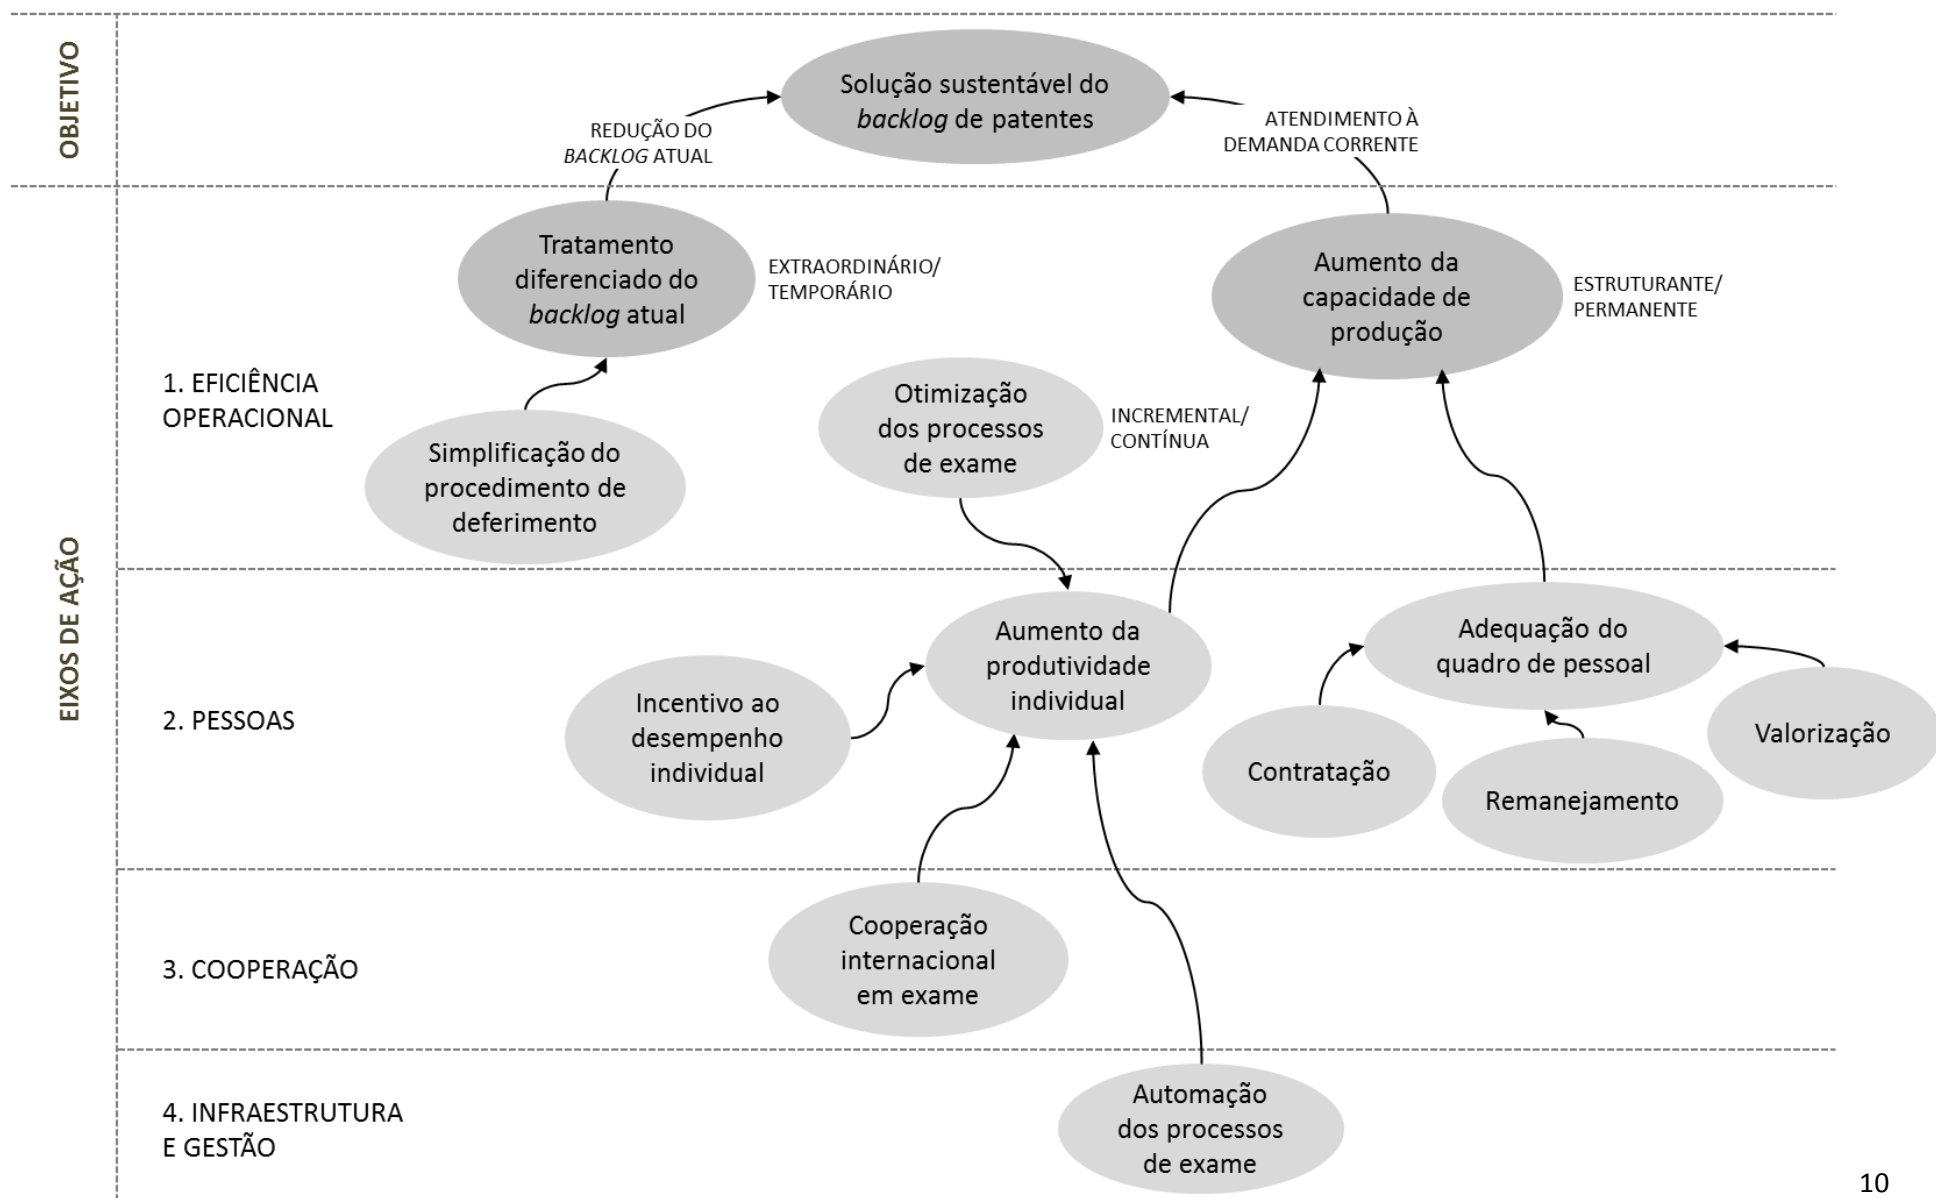 OBJETIVO
Solução sustentável do
backlog de patentes
REDUÇÃO DO
BACKLOG ATUAL
ATENDIMENTO À
DEMANDA CORRENTE
EIXOS DE AÇÃO
1. EFICIÊNCIA
OPERACIONAL
Tratamento
diferenciado do
backlog atual
EXTRAORDINÁRIO/
TEMPORÁRIO
Aumento da
capacidade de
produção
ESTRUTURANTE/
PERMANENTE
Simplificação do
procedimento de
deferimento
Otimização
dos processos
de exame
INCREMENTAL/
CONTÍNUA
2. PESSOAS
Incentivo ao
desempenho
individual
Aumento da
produtividade
individual
Adequação do
quadro de pessoal
Contratação
Remanejamento
Valorização
3. COOPERAÇÃO
Cooperação
internacional
em exame
4. INFRAESTRUTURA
E GESTÃO
Automação
dos processos
de exame
10